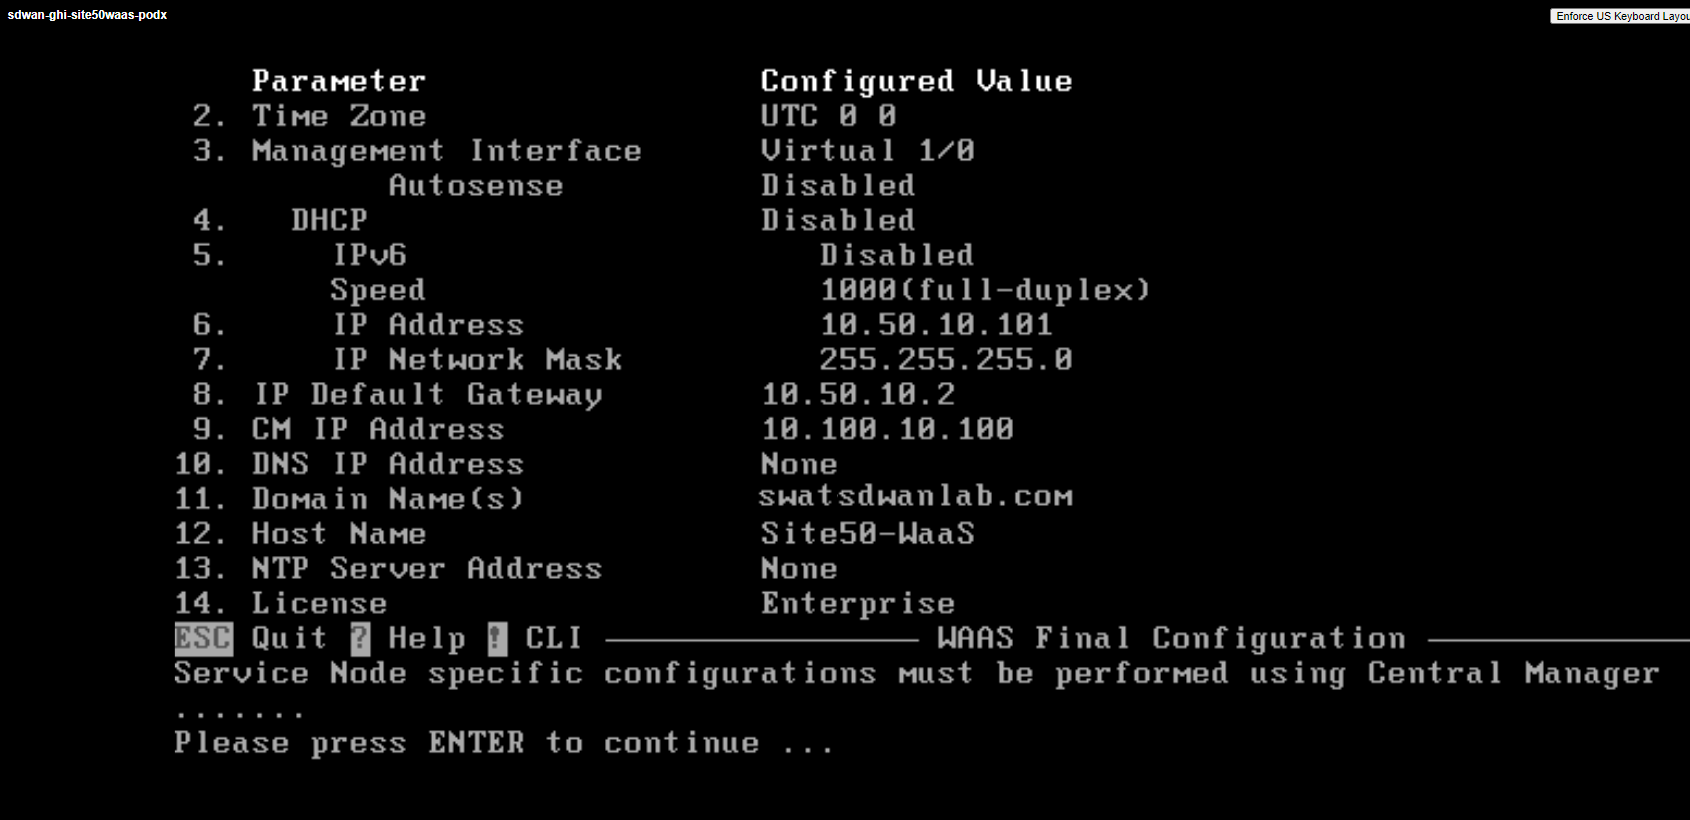 sdwan-ghi-site50waas-podx
Enforce US Keyboard Layou
Parameter Configured Value
2. Time Zone UTC 0 0
3. Management Interface Virtual 1/0
Autosense Disabled
4. DHCP Disabled
5. IPv6 Disabled
Speed 1000(full-duplex)
6. IP Address 10.50.10.101
7. IP Network Mask 255.255.255.0
8. IP Default Gateway 10.50.10.2
9. CM IP Address 10.100.10.100
10. DNS IP Address None
11. Domain Name(s) swatsdwanlab.com
12. Host Name Site50-WaaS
13. NTP Server Address None
14. License Enterprise
ESC Quit ? Help ! CLI ──────── WAAS Final Configuration ────────
Service Node specific configurations must be performed using Central Manager
.......
Please press ENTER to continue ...